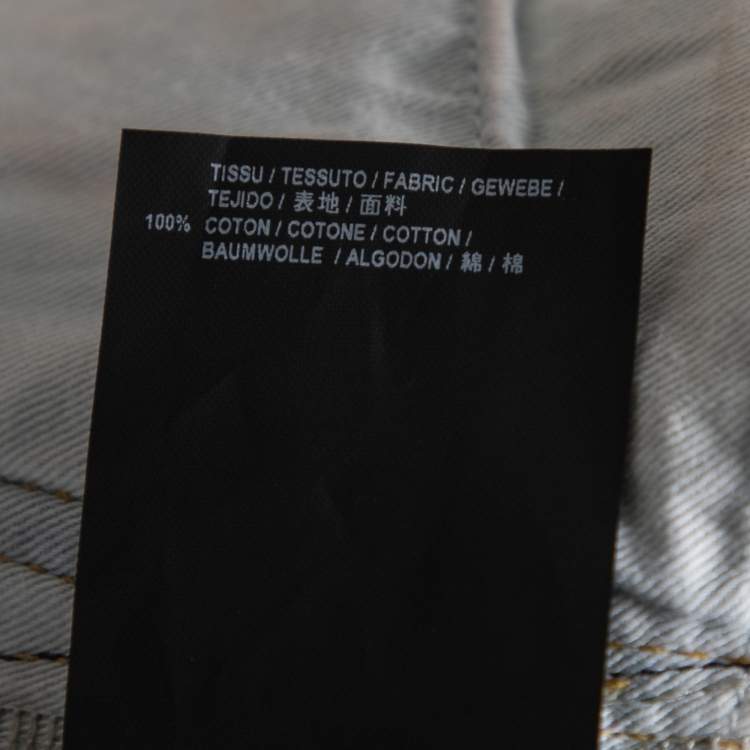 TISSU / TESSUTO / FABRIC / GEWEBE /
TEJIDO / 表地 / 面料
100% COTON / COTONE / COTTON /
BAUMWOLLE / ALGODON / 綿 / 棉